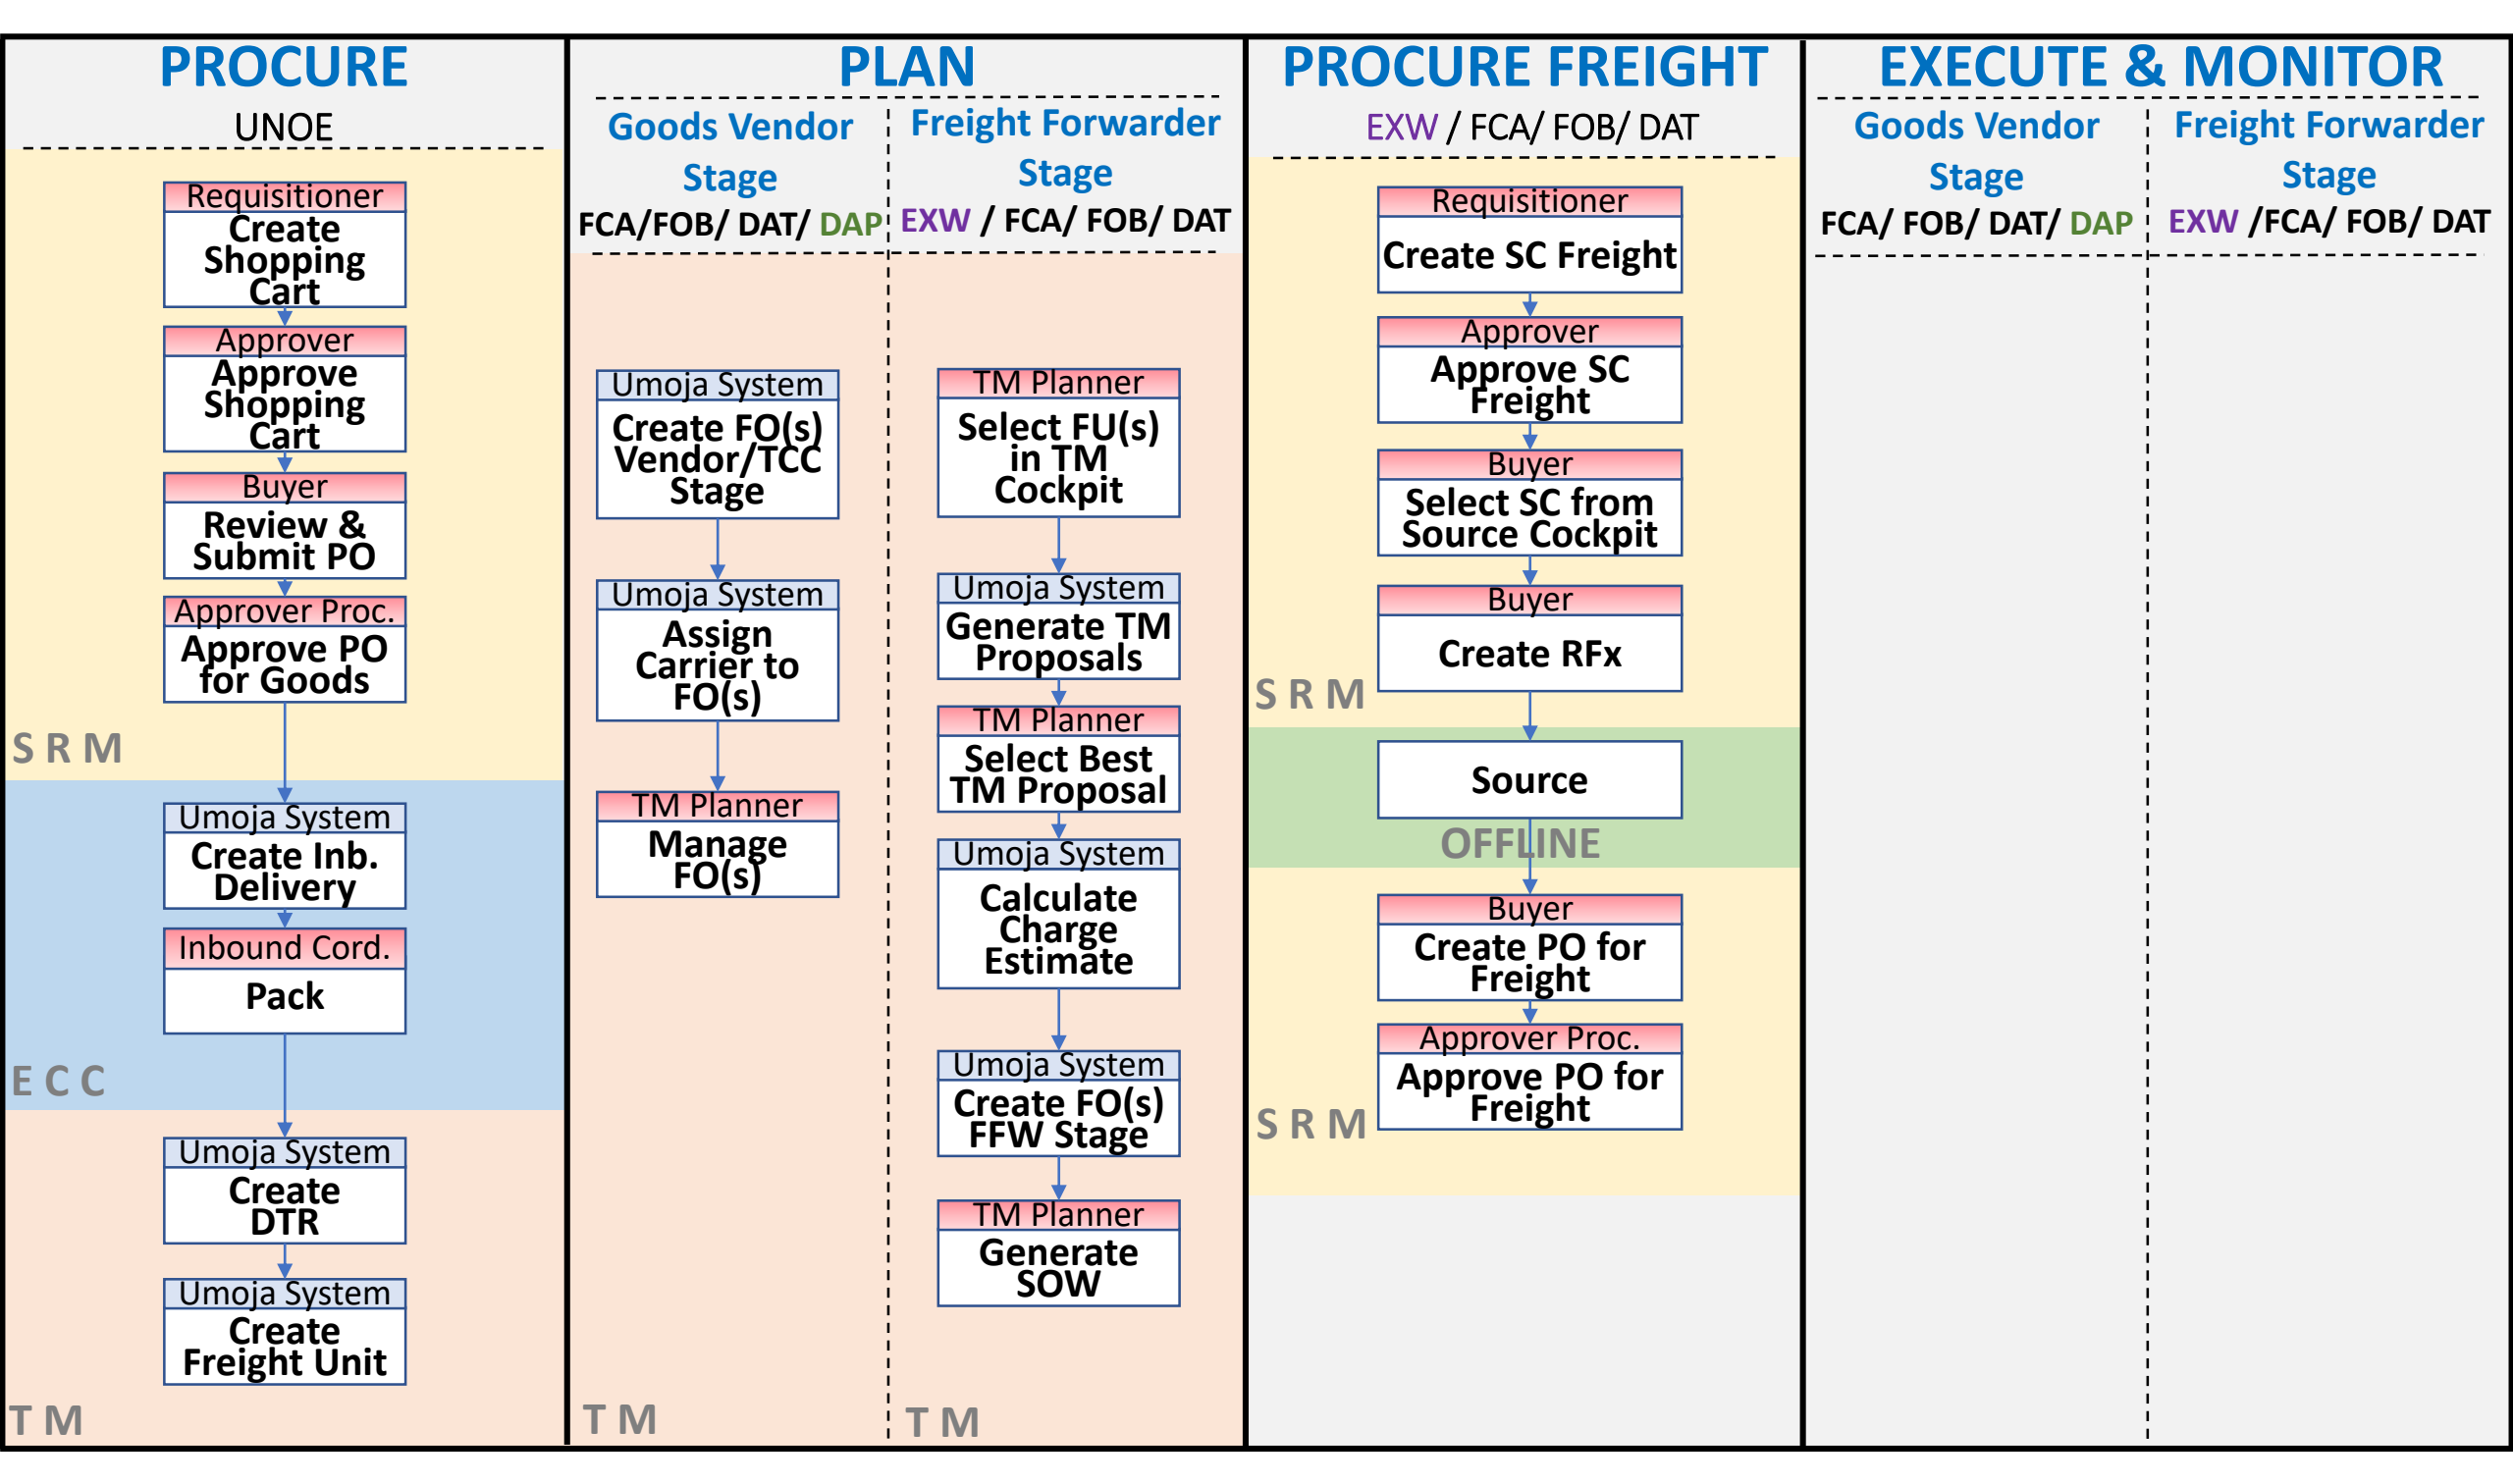 PROCURE
UNOE
Requisitioner
Create
Shopping
Cart
Approver
Approve
Shopping
Cart
Buyer
Review &
Submit PO
Approver Proc.
Approve PO
for Goods
S R M
Umoja System
Create Inb.
Delivery
Inbound Cord.
Pack
E C C
Umoja System
Create
DTR
Umoja System
Create
Freight Unit
T M
PLAN
Goods Vendor
Stage
FCA/FOB/ DAT/ DAP
Umoja System
Create FO(s)
Vendor/TCC
Stage
Umoja System
Assign
Carrier to
FO(s)
TM Planner
Manage
FO(s)
T M
Freight Forwarder
Stage
EXW / FCA/ FOB/ DAT
TM Planner
Select FU(s)
in TM
Cockpit
Umoja System
Generate TM
Proposals
TM Planner
Select Best
TM Proposal
Umoja System
Calculate
Charge
Estimate
Umoja System
Create FO(s)
FFW Stage
TM Planner
Generate
SOW
T M
PROCURE FREIGHT
EXW / FCA/ FOB/ DAT
Requisitioner
Create SC Freight
Approver
Approve SC
Freight
Buyer
Select SC from
Source Cockpit
Buyer
Create RFx
S R M
Source
OFFLINE
Buyer
Create PO for
Freight
Approver Proc.
Approve PO for
Freight
S R M
EXECUTE & MONITOR
Goods Vendor
Stage
FCA/ FOB/ DAT/ DAP
Freight Forwarder
Stage
EXW /FCA/ FOB/ DAT